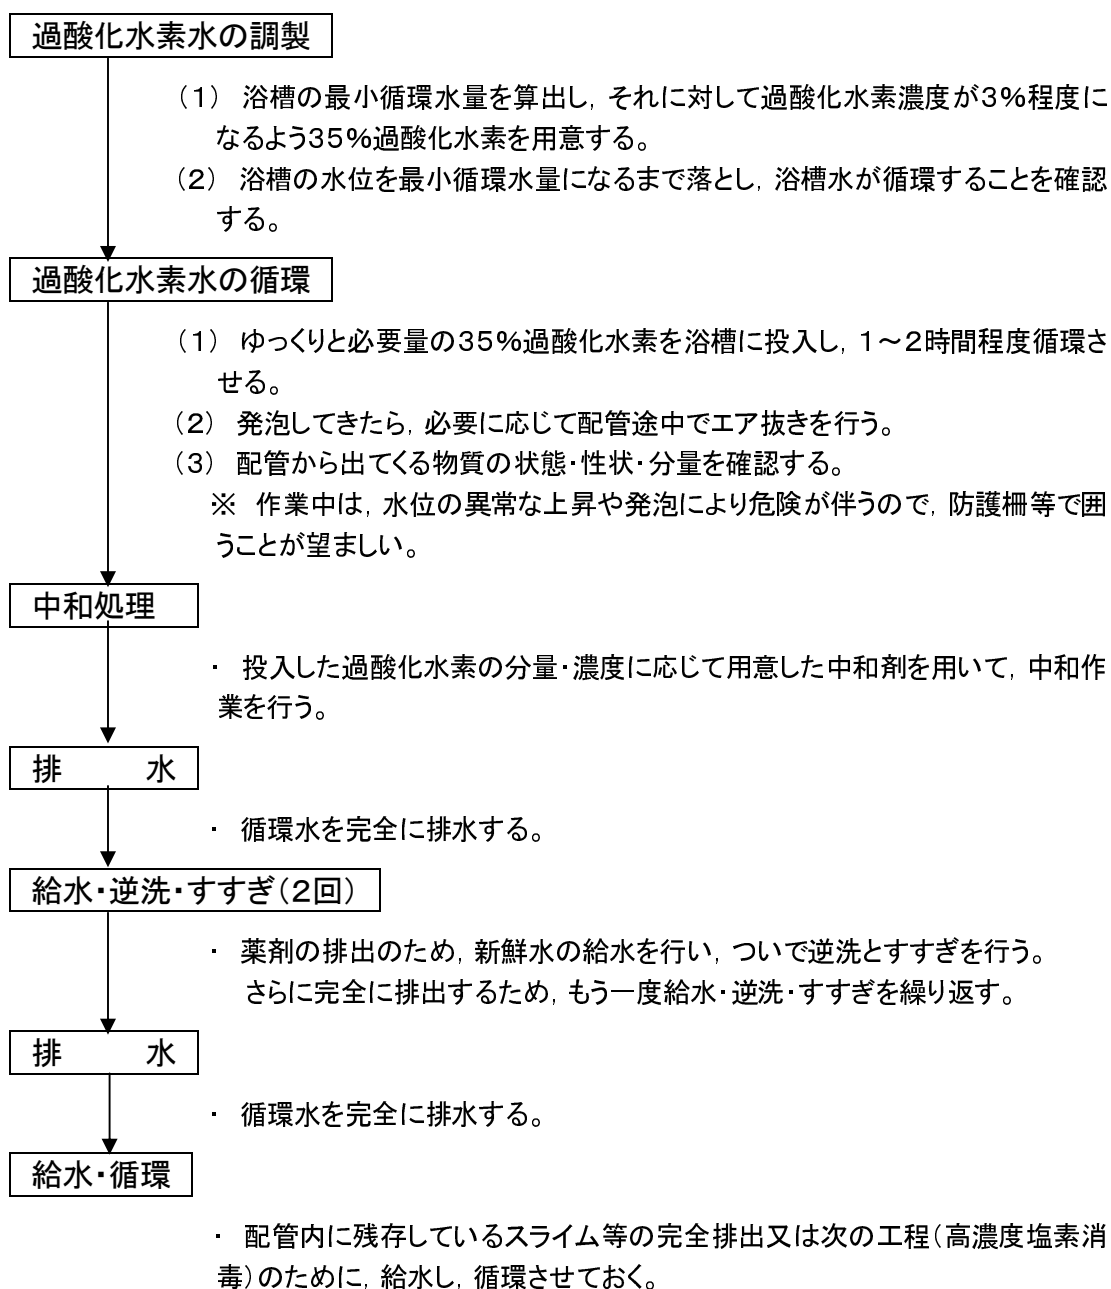 過酸化水素水の調製
（１） 浴槽の最小循環水量を算出し，それに対して過酸化水素濃度が３％程度に
なるよう３５％過酸化水素を用意する。
（２） 浴槽の水位を最小循環水量になるまで落とし，浴槽水が循環することを確認
する。
過酸化水素水の循環
（１） ゆっくりと必要量の３５％過酸化水素を浴槽に投入し，１～２時間程度循環さ
せる。
（２） 発泡してきたら，必要に応じて配管途中でエア抜きを行う。
（３） 配管から出てくる物質の状態・性状・分量を確認する。
※ 作業中は，水位の異常な上昇や発泡により危険が伴うので，防護柵等で囲
うことが望ましい。
中和処理
・ 投入した過酸化水素の分量・濃度に応じて用意した中和剤を用いて，中和作
業を行う。
排　　　水
・ 循環水を完全に排水する。
給水・逆洗・すすぎ（２回）
・ 薬剤の排出のため，新鮮水の給水を行い，ついで逆洗とすすぎを行う。
さらに完全に排出するため，もう一度給水・逆洗・すすぎを繰り返す。
排　　　水
・ 循環水を完全に排水する。
給水・循環
・ 配管内に残存しているスライム等の完全排出又は次の工程（高濃度塩素消
毒）のために，給水し，循環させておく。